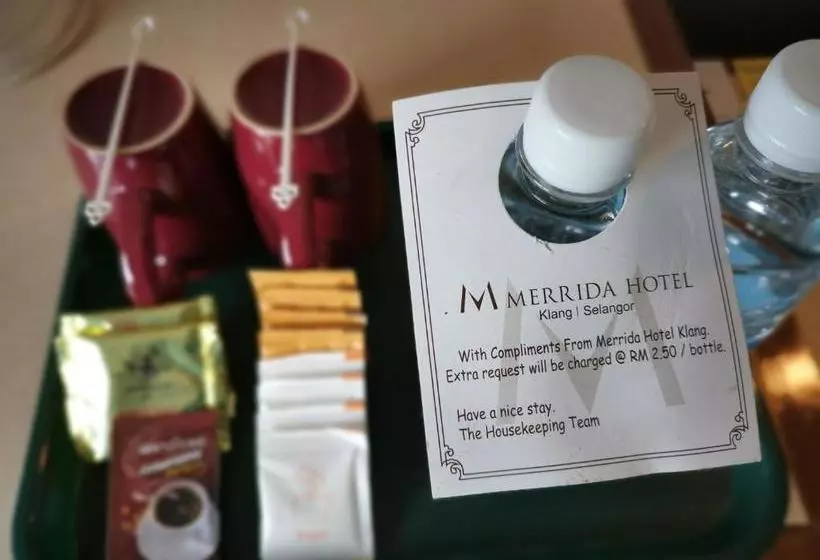 MERRIDA HOTEL
Klang | Selangor
With Compliments From Merrida Hotel Klang.
Extra request will be charged @ RM 2.50 / bottle.
Have a nice stay.
The Housekeeping Team